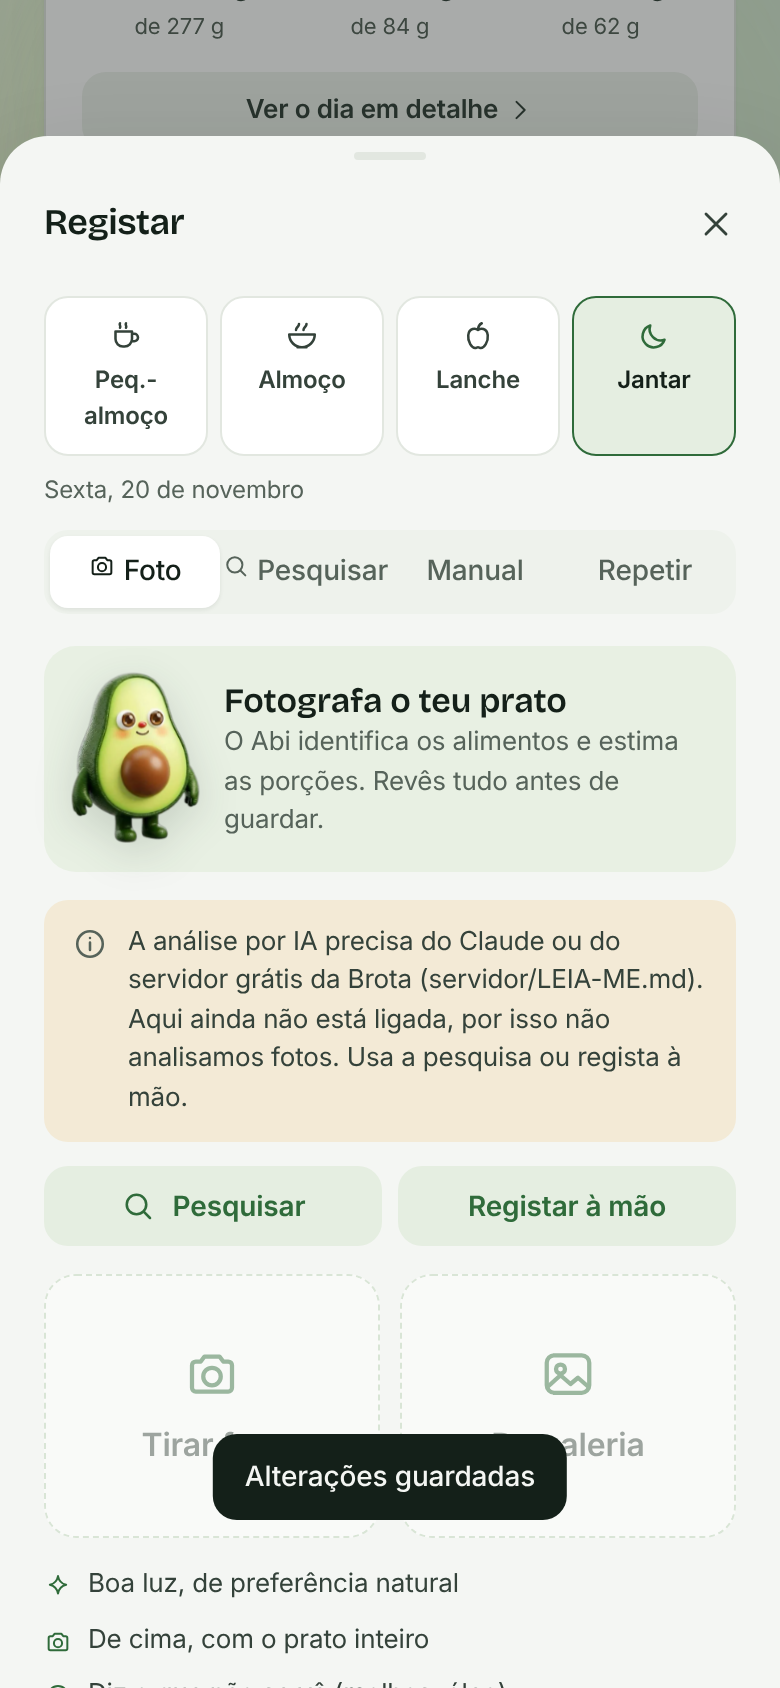 de 277 g
de 84 g
de 62 g
Ver o dia em detalhe
Registar
Peq.-
almoço
Almoço
Lanche
Jantar
Sexta, 20 de novembro
Foto
Pesquisar
Manual
Repetir
Fotografa o teu prato
O Abi identifica os alimentos e estima
as porções. Revês tudo antes de
guardar.
A análise por IA precisa do Claude ou do
servidor grátis da Brota (servidor/LEIA-ME.md).
Aqui ainda não está ligada, por isso não
analisamos fotos. Usa a pesquisa ou regista à
mão.
Pesquisar
Registar à mão
Tirar
Alterações guardadas
Boa luz, de preferência natural
De cima, com o prato inteiro